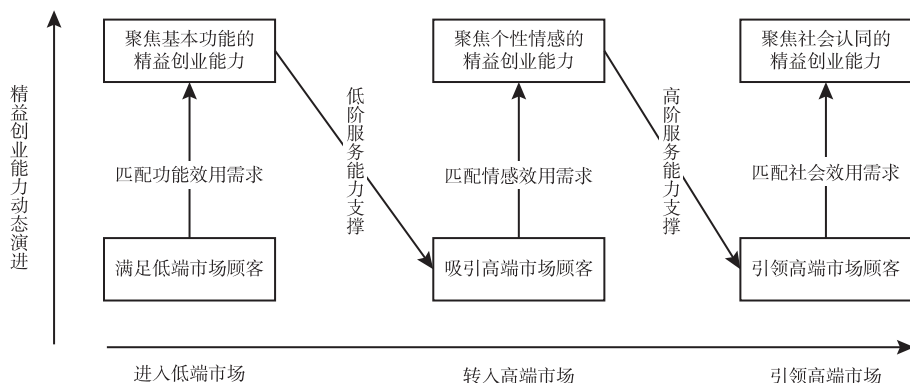 聚焦基本功能的
精益创业能力
聚焦个性情感的
精益创业能力
聚焦社会认同的
精益创业能力
精益创业能力动态演进
低阶服务能力支撑
高阶服务能力支撑
匹配功能效用需求
匹配情感效用需求
匹配社会效用需求
满足低端市场顾客
吸引高端市场顾客
引领高端市场顾客
进入低端市场
转入高端市场
引领高端市场